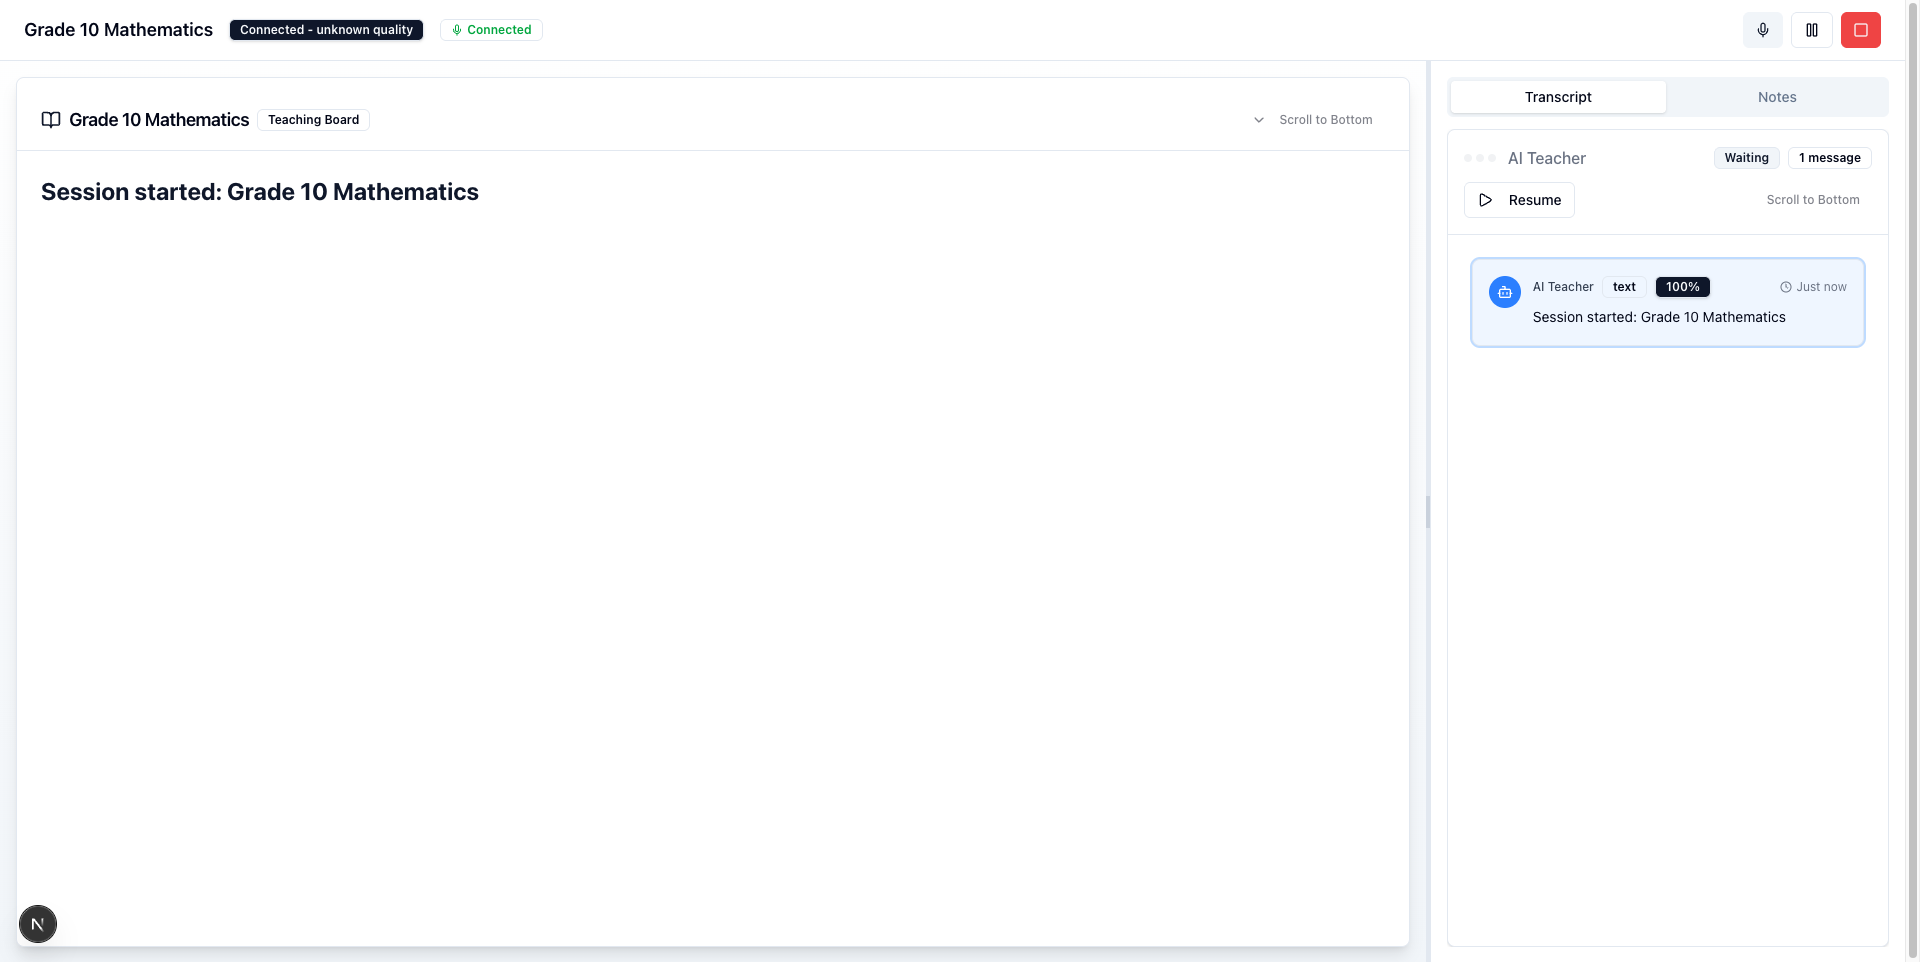 Grade 10 Mathematics
Connected - unknown quality
Connected
Grade 10 Mathematics
Teaching Board
Scroll to Bottom
Session started: Grade 10 Mathematics
Transcript
Notes
AI Teacher
Waiting
1 message
Resume
Scroll to Bottom
AI Teacher
text
100%
Just now
Session started: Grade 10 Mathematics
N